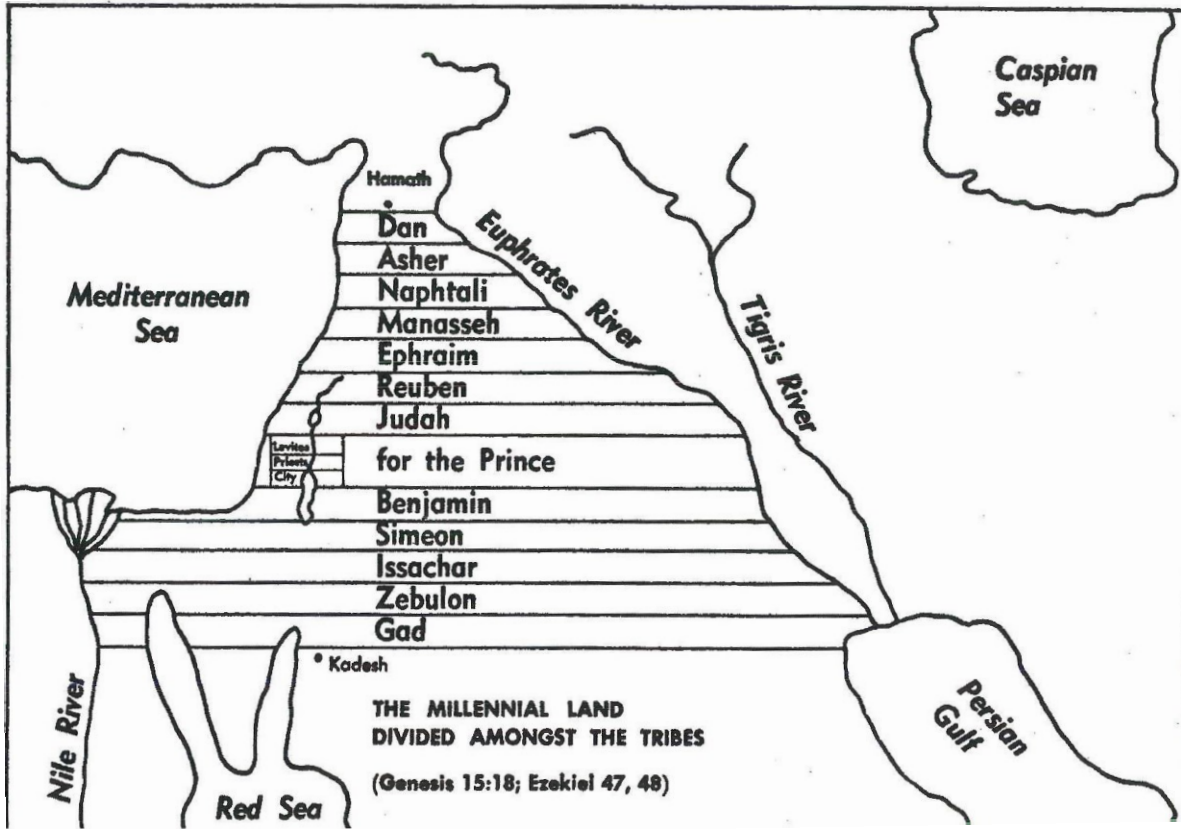 Caspian
Sea
Hamath
Dan
Asher
Naphtali
Manasseh
Ephraim
Reuben
Judah
for the Prince
Benjamin
Simeon
Issachar
Zebulon
Gad
Mediterranean
Sea
Euphrates River
Tigris River
Levites
Priests
City
Kadesh
Nile River
Red Sea
Persian
Gulf
THE MILLENNIAL LAND
DIVIDED AMONGST THE TRIBES
(Genesis 15:18; Ezekiel 47, 48)